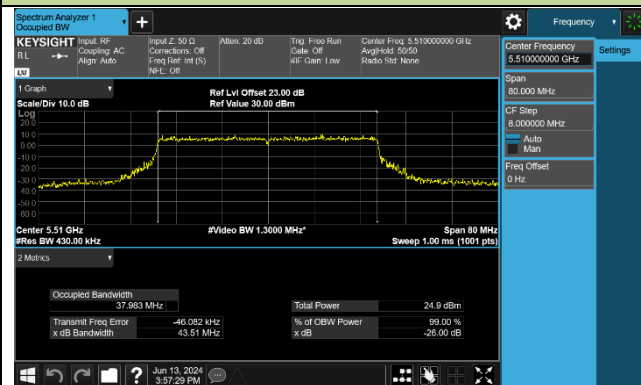 Spectrum Analyzer 1
Occupied BW
Frequency
KEYSIGHT
RL
LXI
Input: RF
Coupling: AC
Align: Auto
Input Z: 50 Ω
Corrections: Off
Freq Ref: Int (S)
NFE: Off
Atten: 20 dB
Trig: Free Run
Gate: Off
#IF Gain: Low
Center Freq: 5.510000000 GHz
Avg|Hold: 50/50
Radio Std: None
Center Frequency
5.510000000 GHz
Settings
Span
80.000 MHz
CF Step
8.000000 MHz
Auto
Man
Freq Offset
0 Hz
1 Graph
Scale/Div 10.0 dB
Ref Lvl Offset 23.00 dB
Ref Value 30.00 dBm
Log
20.0
10.0
0.00
-10.0
-20.0
-30.0
-40.0
-50.0
-60.0
Center 5.51 GHz
#Res BW 430.00 kHz
#Video BW 1.3000 MHz*
Span 80 MHz
Sweep 1.00 ms (1001 pts)
2 Metrics
Occupied Bandwidth
37.983 MHz
Total Power 24.9 dBm
Transmit Freq Error -46.082 kHz
% of OBW Power 99.00 %
x dB Bandwidth 43.51 MHz
x dB -26.00 dB
Jun 13, 2024
3:57:29 PM